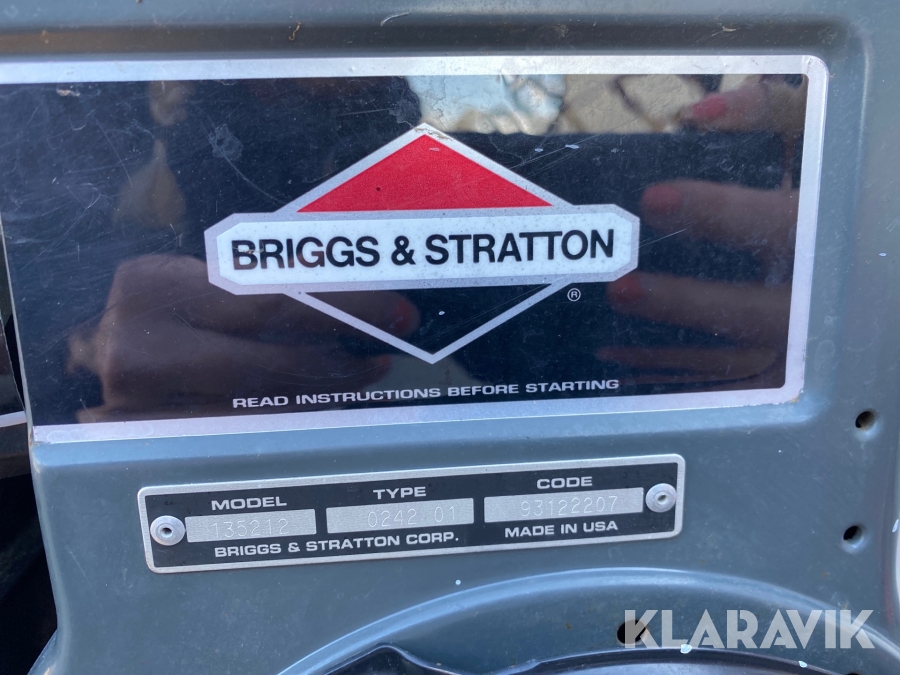 BRIGGS & STRATTON
®
READ INSTRUCTIONS BEFORE STARTING
MODEL TYPE CODE
135212 0242 01 93122207
BRIGGS & STRATTON CORP. MADE IN USA
KLARAVIK